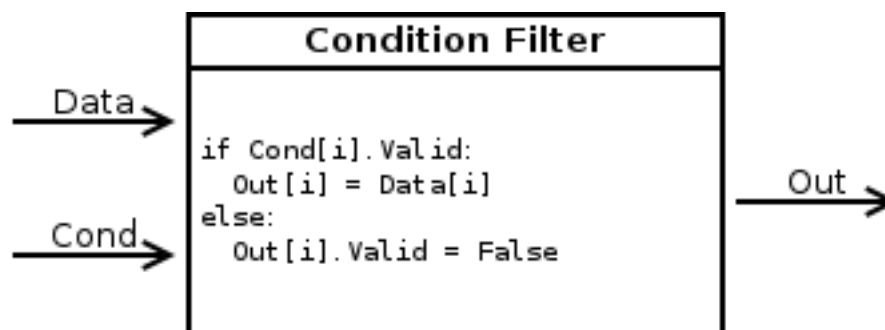 Condition Filter
Data
Cond
if Cond[i].Valid:
  Out[i] = Data[i]
else:
  Out[i].Valid = False
Out